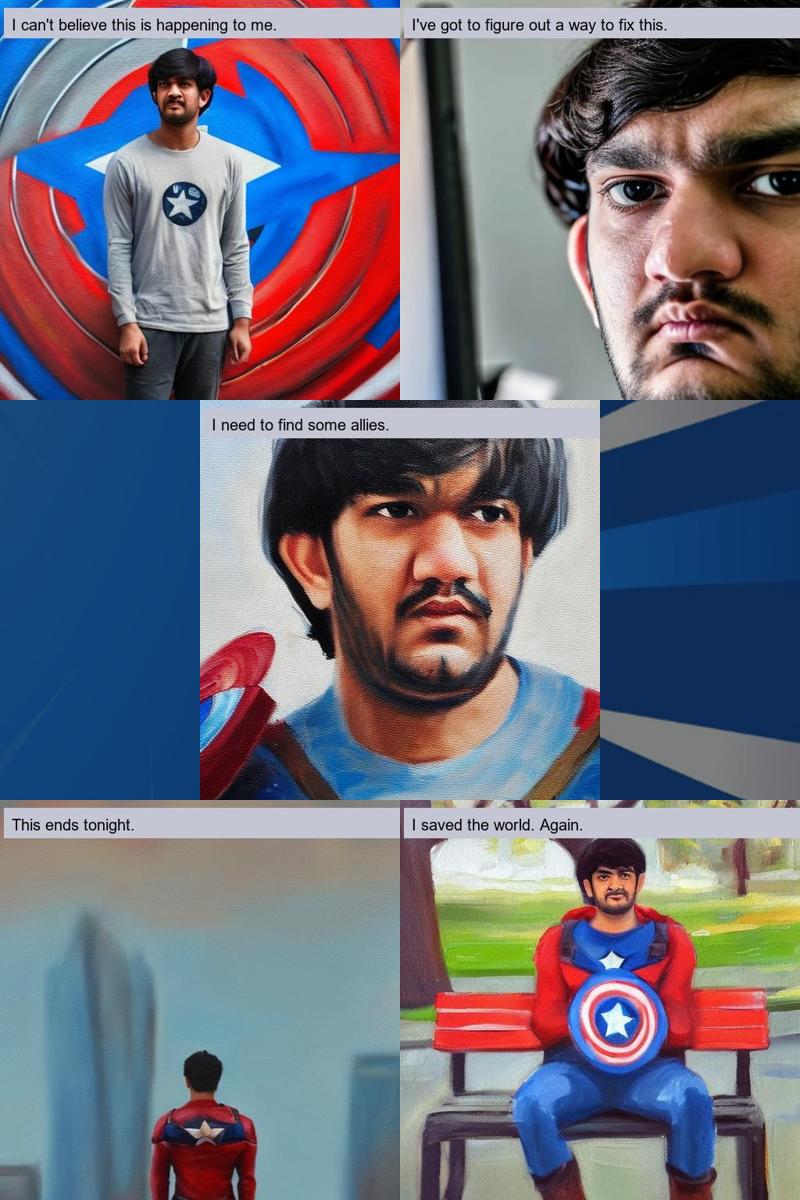 I can't believe this is happening to me.
I've got to figure out a way to fix this.
I need to find some allies.
This ends tonight.
I saved the world. Again.